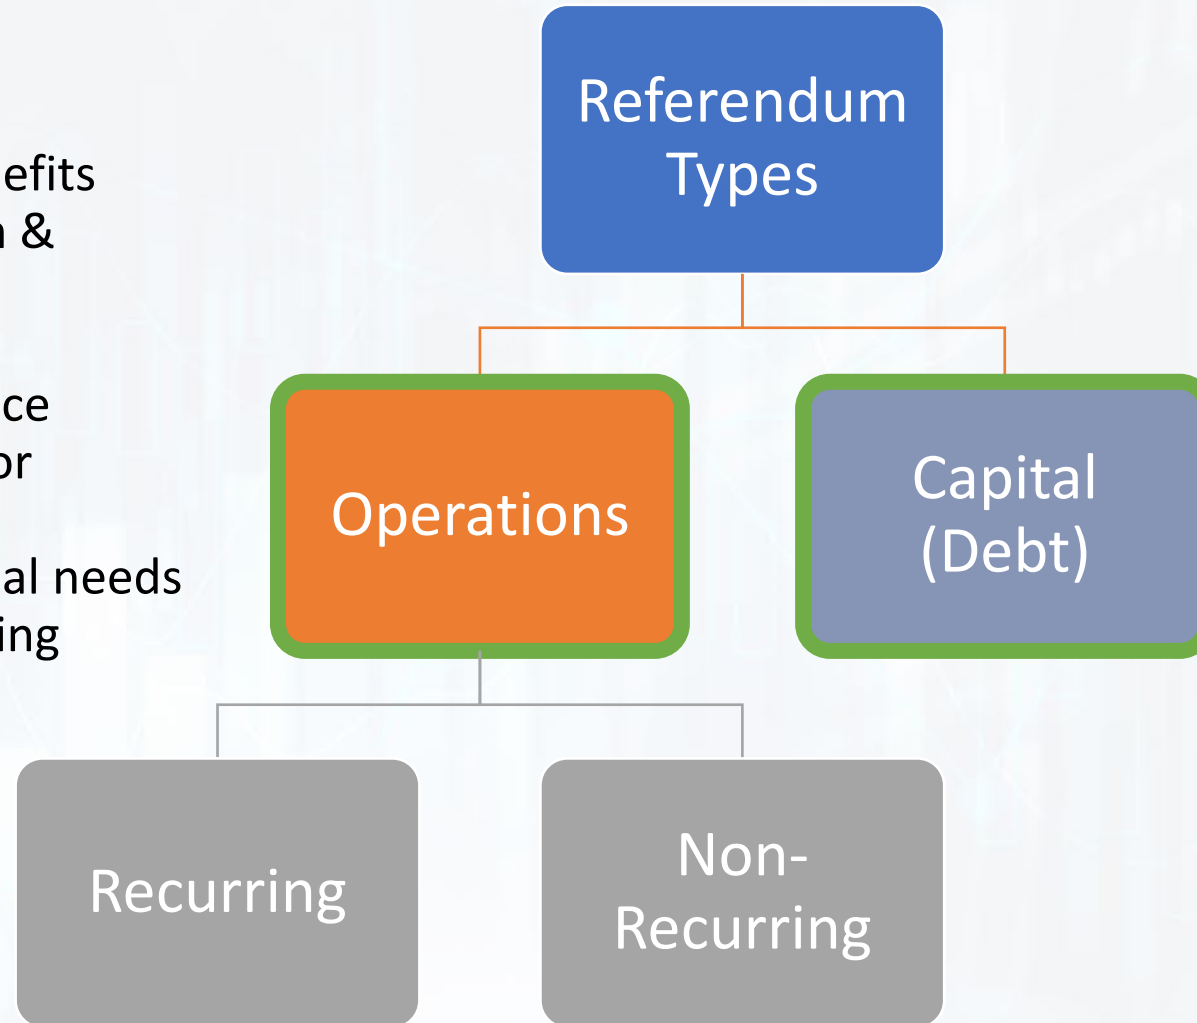 Referendum
Types
efits
&
ce
or
al needs
ing
Operations
Capital
(Debt)
Recurring
Non-
Recurring